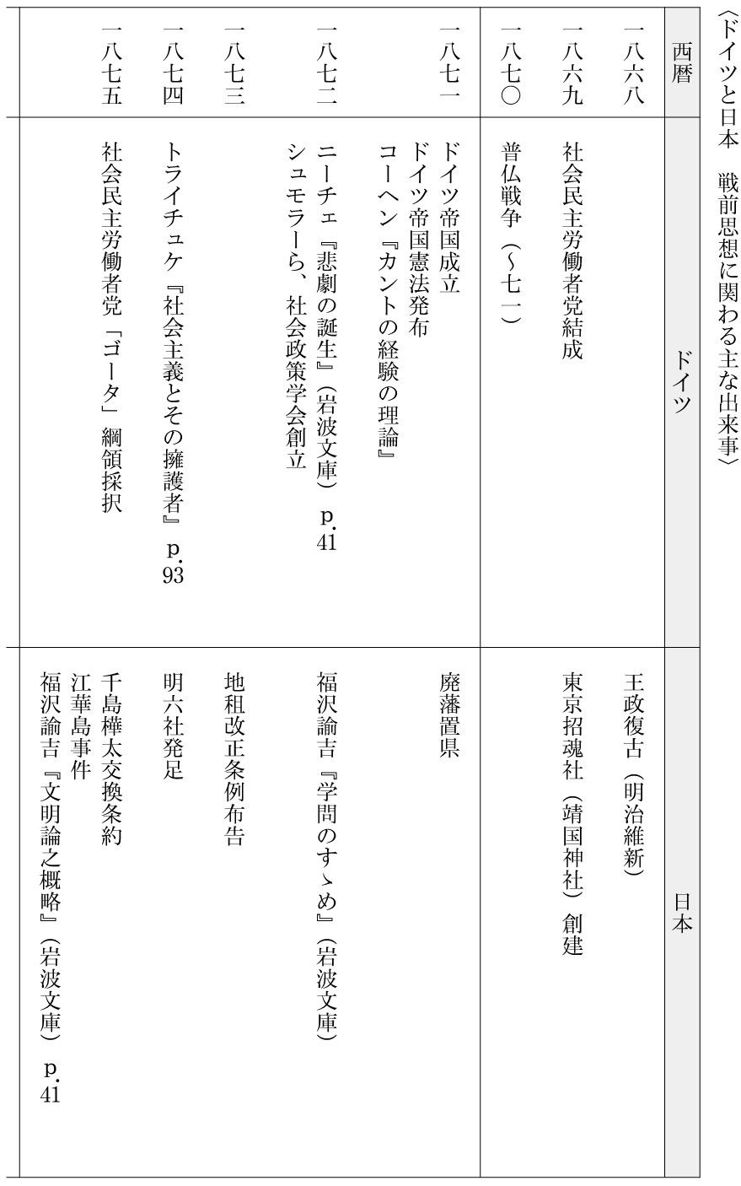 〈ドイツと日本　戦前思想に関わる主な出来事〉
西暦　ドイツ　日本
一八六八　王政復古（明治維新）
一八六九　社会民主労働者党結成　東京招魂社（靖国神社）創建
一八七〇　普仏戦争（〜七一）
一八七一　ドイツ帝国成立　廃藩置県
ドイツ帝国憲法発布
コーヘン『カントの経験の理論』
一八七二　ニーチェ『悲劇の誕生』（岩波文庫）p.41　福沢諭吉『学問のすゝめ』（岩波文庫）
シュモラーら、社会政策学会創立
一八七三　地租改正条例布告
一八七四　トライチュケ『社会主義とその擁護者』p.93　明六社発足
一八七五　社会民主労働者党「ゴータ」綱領採択　千島樺太交換条約
江華島事件
福沢諭吉『文明論之概略』（岩波文庫）p.41